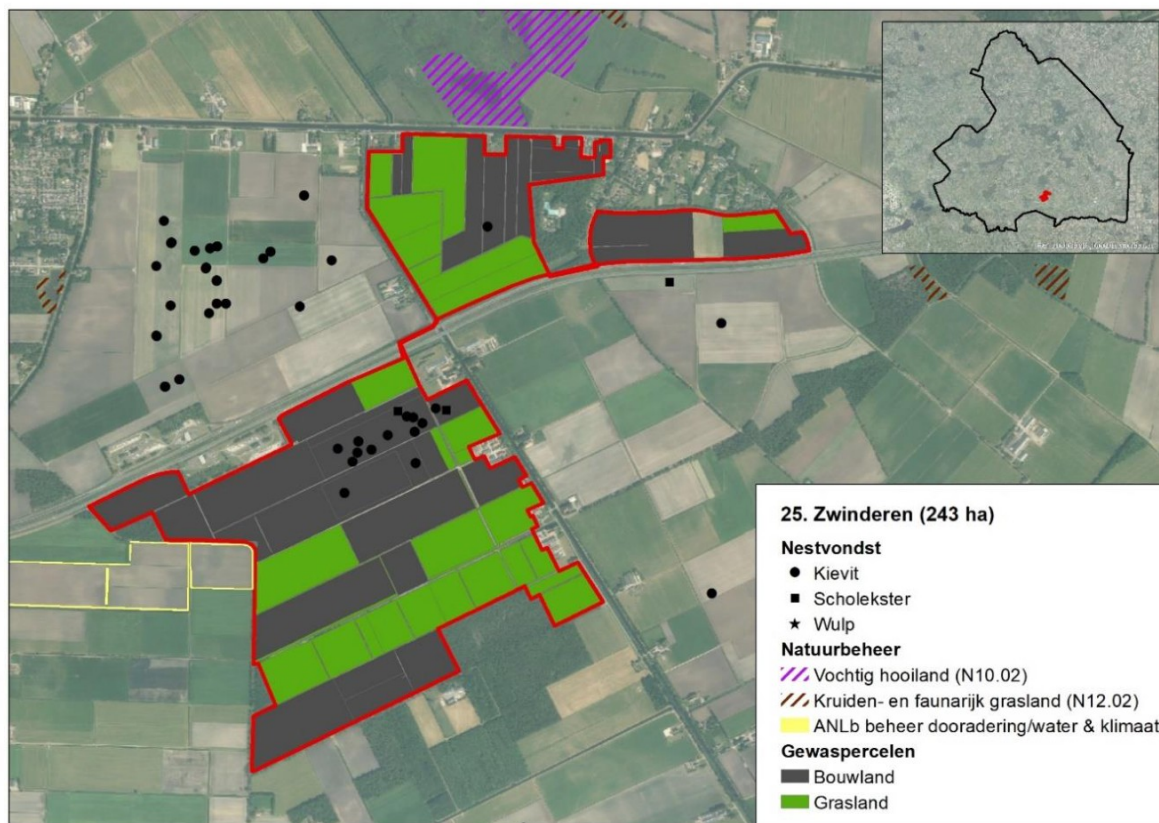 25. Zwinderen (243 ha)
Nestvondst
Kievit
Scholekster
Wulp
Natuurbeheer
Vochtig hooiland (N10.02)
Kruiden- en faunarijk grasland (N12.02)
ANLb beheer dooradering/water & klimaat
Gewaspercelen
Bouwland
Grasland